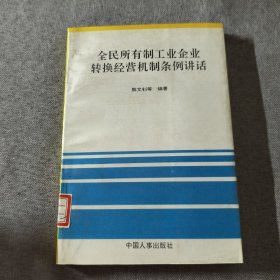 全民所有制工业企业
转换经营机制条例讲话
编著
中国人事出版社